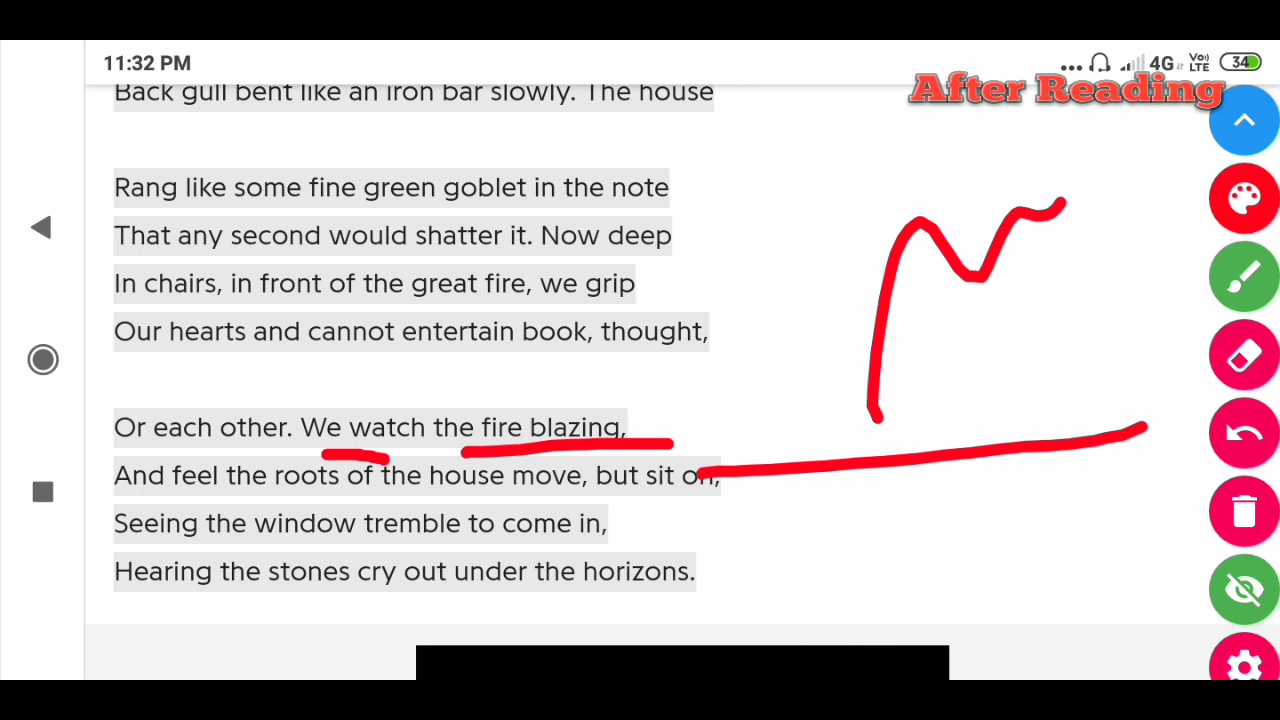 11:32 PM
4G
Vo) LTE
34
After Reading
Back gull bent like an iron bar slowly. The house
Rang like some fine green goblet in the note
That any second would shatter it. Now deep
In chairs, in front of the great fire, we grip
Our hearts and cannot entertain book, thought,
Or each other. We watch the fire blazing,
And feel the roots of the house move, but sit on,
Seeing the window tremble to come in,
Hearing the stones cry out under the horizons.